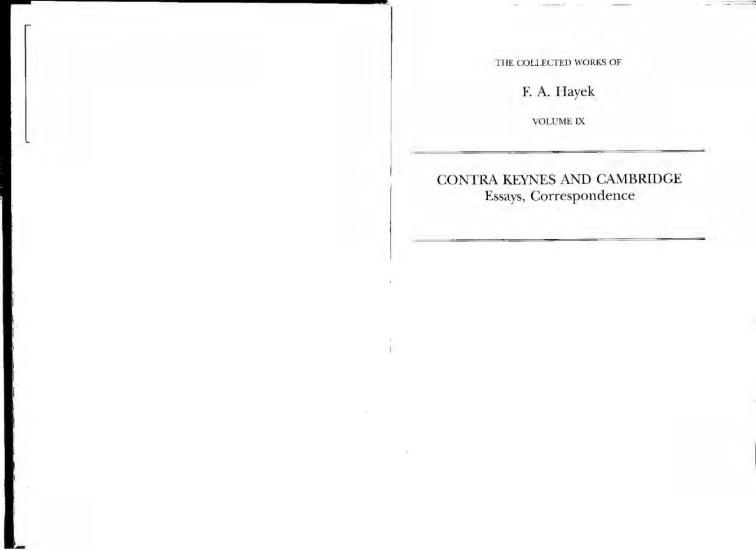 THE COLLECTED WORKS OF
F. A. Hayek
VOLUME IX
CONTRA KEYNES AND CAMBRIDGE
Essays, Correspondence